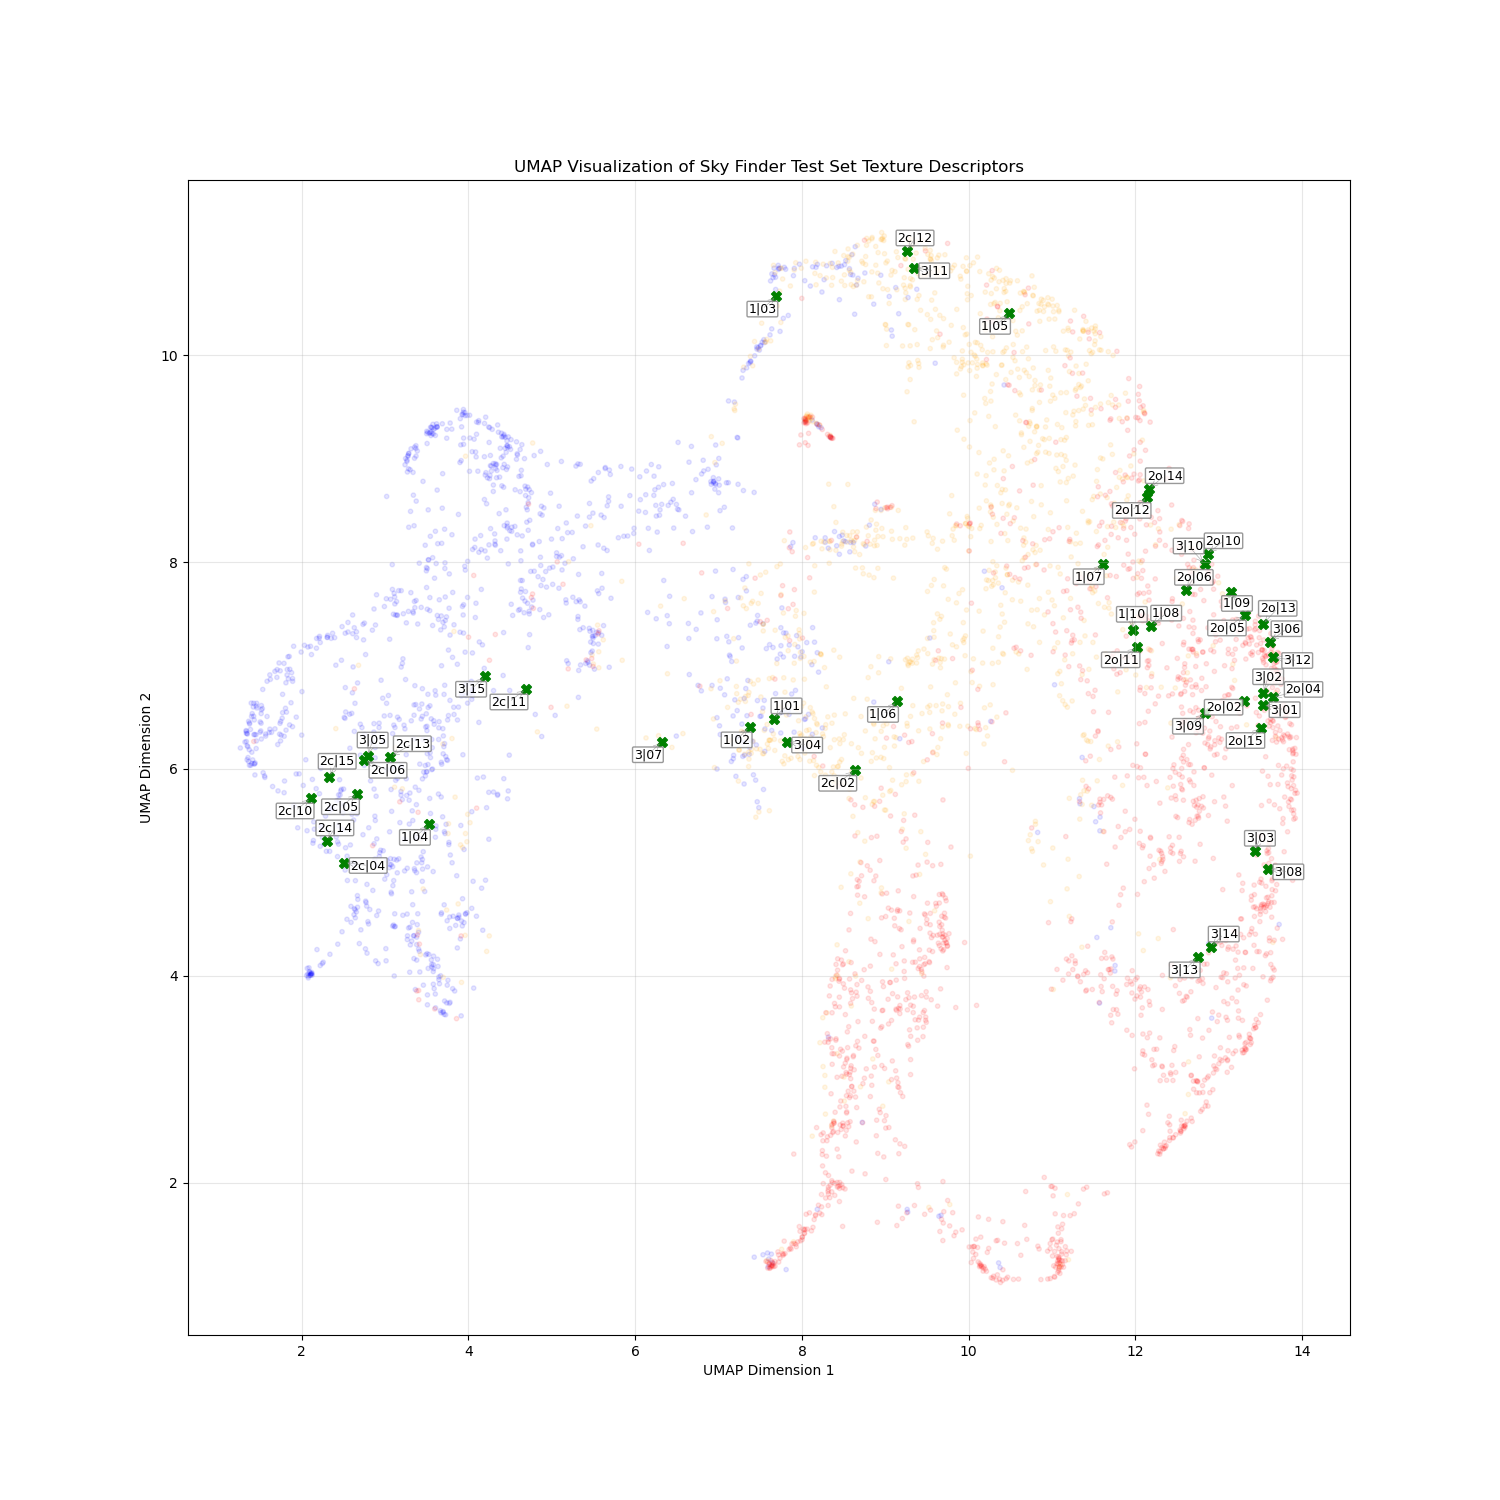 UMAP Visualization of Sky Finder Test Set Texture Descriptors
2c|12
3|11
1|03
1|05
10
2o|14
2o|12
3|10
2o|10
8
1|07
2o|06
1|09
2o|13
1|10
1|08
2o|05
3|06
2o|11
3|12
3|02
3|15
2o|04
2c|11
1|01
2o|02
3|01
1|06
3|09
1|02
3|04
2o|15
3|05
2c|13
3|07
2c|15
2c|06
6
2c|02
2c|10
2c|05
2c|14
1|04
3|03
2c|04
3|08
3|14
3|13
4
2
2
4
6
8
10
12
14
UMAP Dimension 1
UMAP Dimension 2